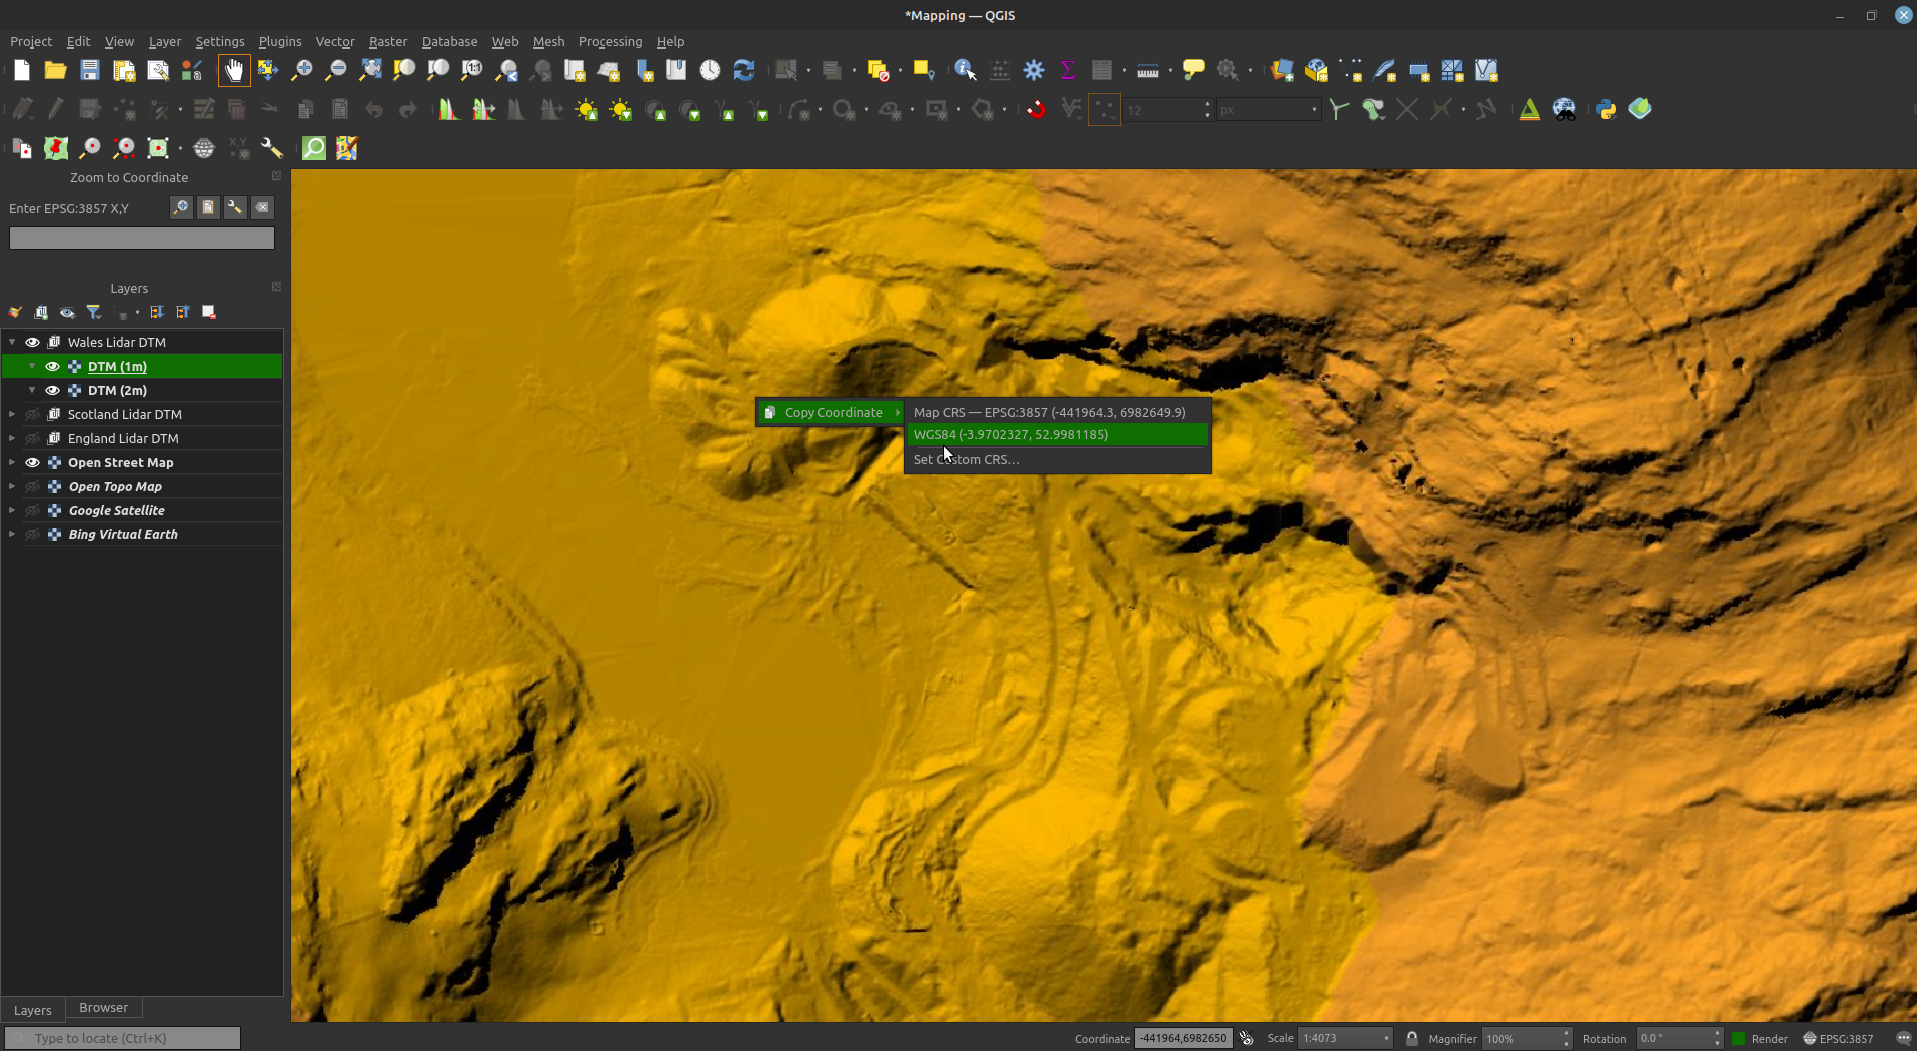 *Mapping — QGIS
Project Edit View Layer Settings Plugins Vector Raster Database Web Mesh Processing Help
12 px
X,Y
Zoom to Coordinate
Enter EPSG:3857 X,Y
Layers
Wales Lidar DTM
DTM (1m)
DTM (2m)
Scotland Lidar DTM
England Lidar DTM
Open Street Map
Open Topo Map
Google Satellite
Bing Virtual Earth
Copy Coordinate
Map CRS — EPSG:3857 (-441964.3, 6982649.9)
WGS84 (-3.9702327, 52.9981185)
Set Custom CRS…
Layers Browser
Type to locate (Ctrl+K)
Coordinate -441964,6982650 Scale 1:4073 Magnifier 100% Rotation 0.0 ° Render EPSG:3857